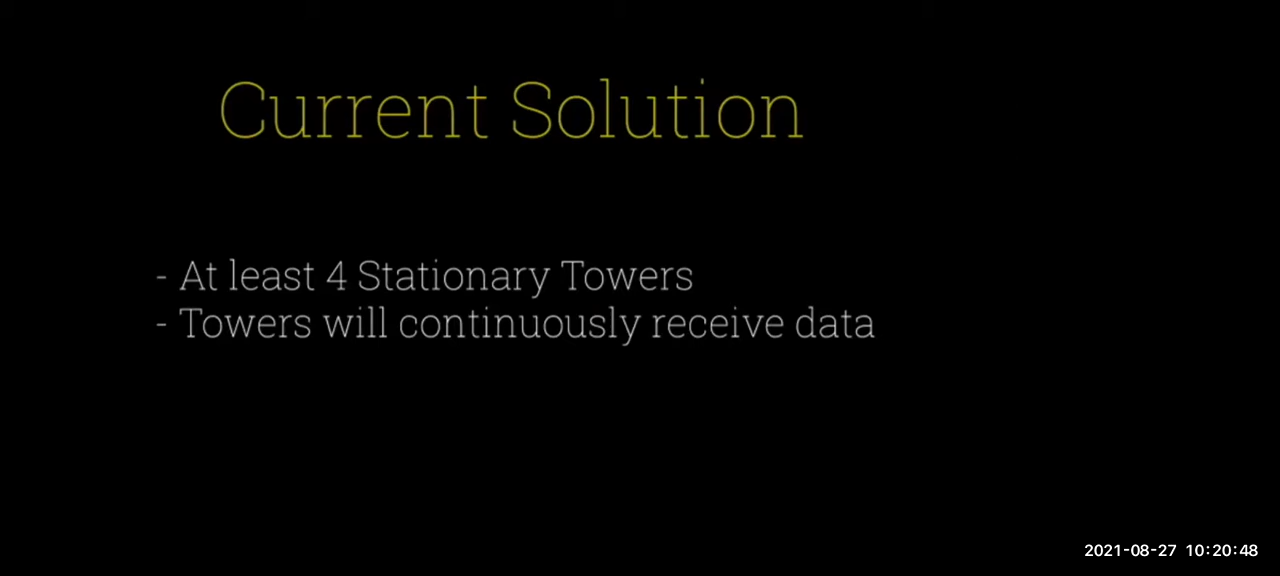 Current Solution
- At least 4 Stationary Towers
- Towers will continuously receive data
2021-08-27 10:20:48